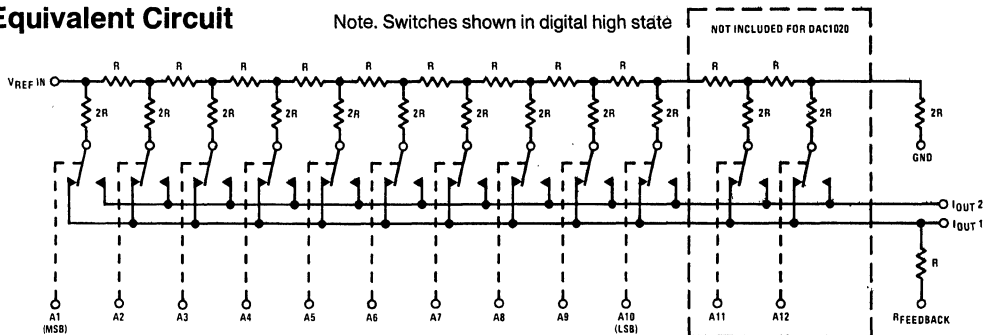 Equivalent Circuit
Note. Switches shown in digital high state
NOT INCLUDED FOR DAC1020
VREF IN
R R R R R R R R R R R
2R 2R 2R 2R 2R 2R 2R 2R 2R 2R 2R 2R 2R
GND
IOUT 2
IOUT 1
R
A1 A2 A3 A4 A5 A6 A7 A8 A9 A10 A11 A12 RFEEDBACK
(MSB) (LSB)